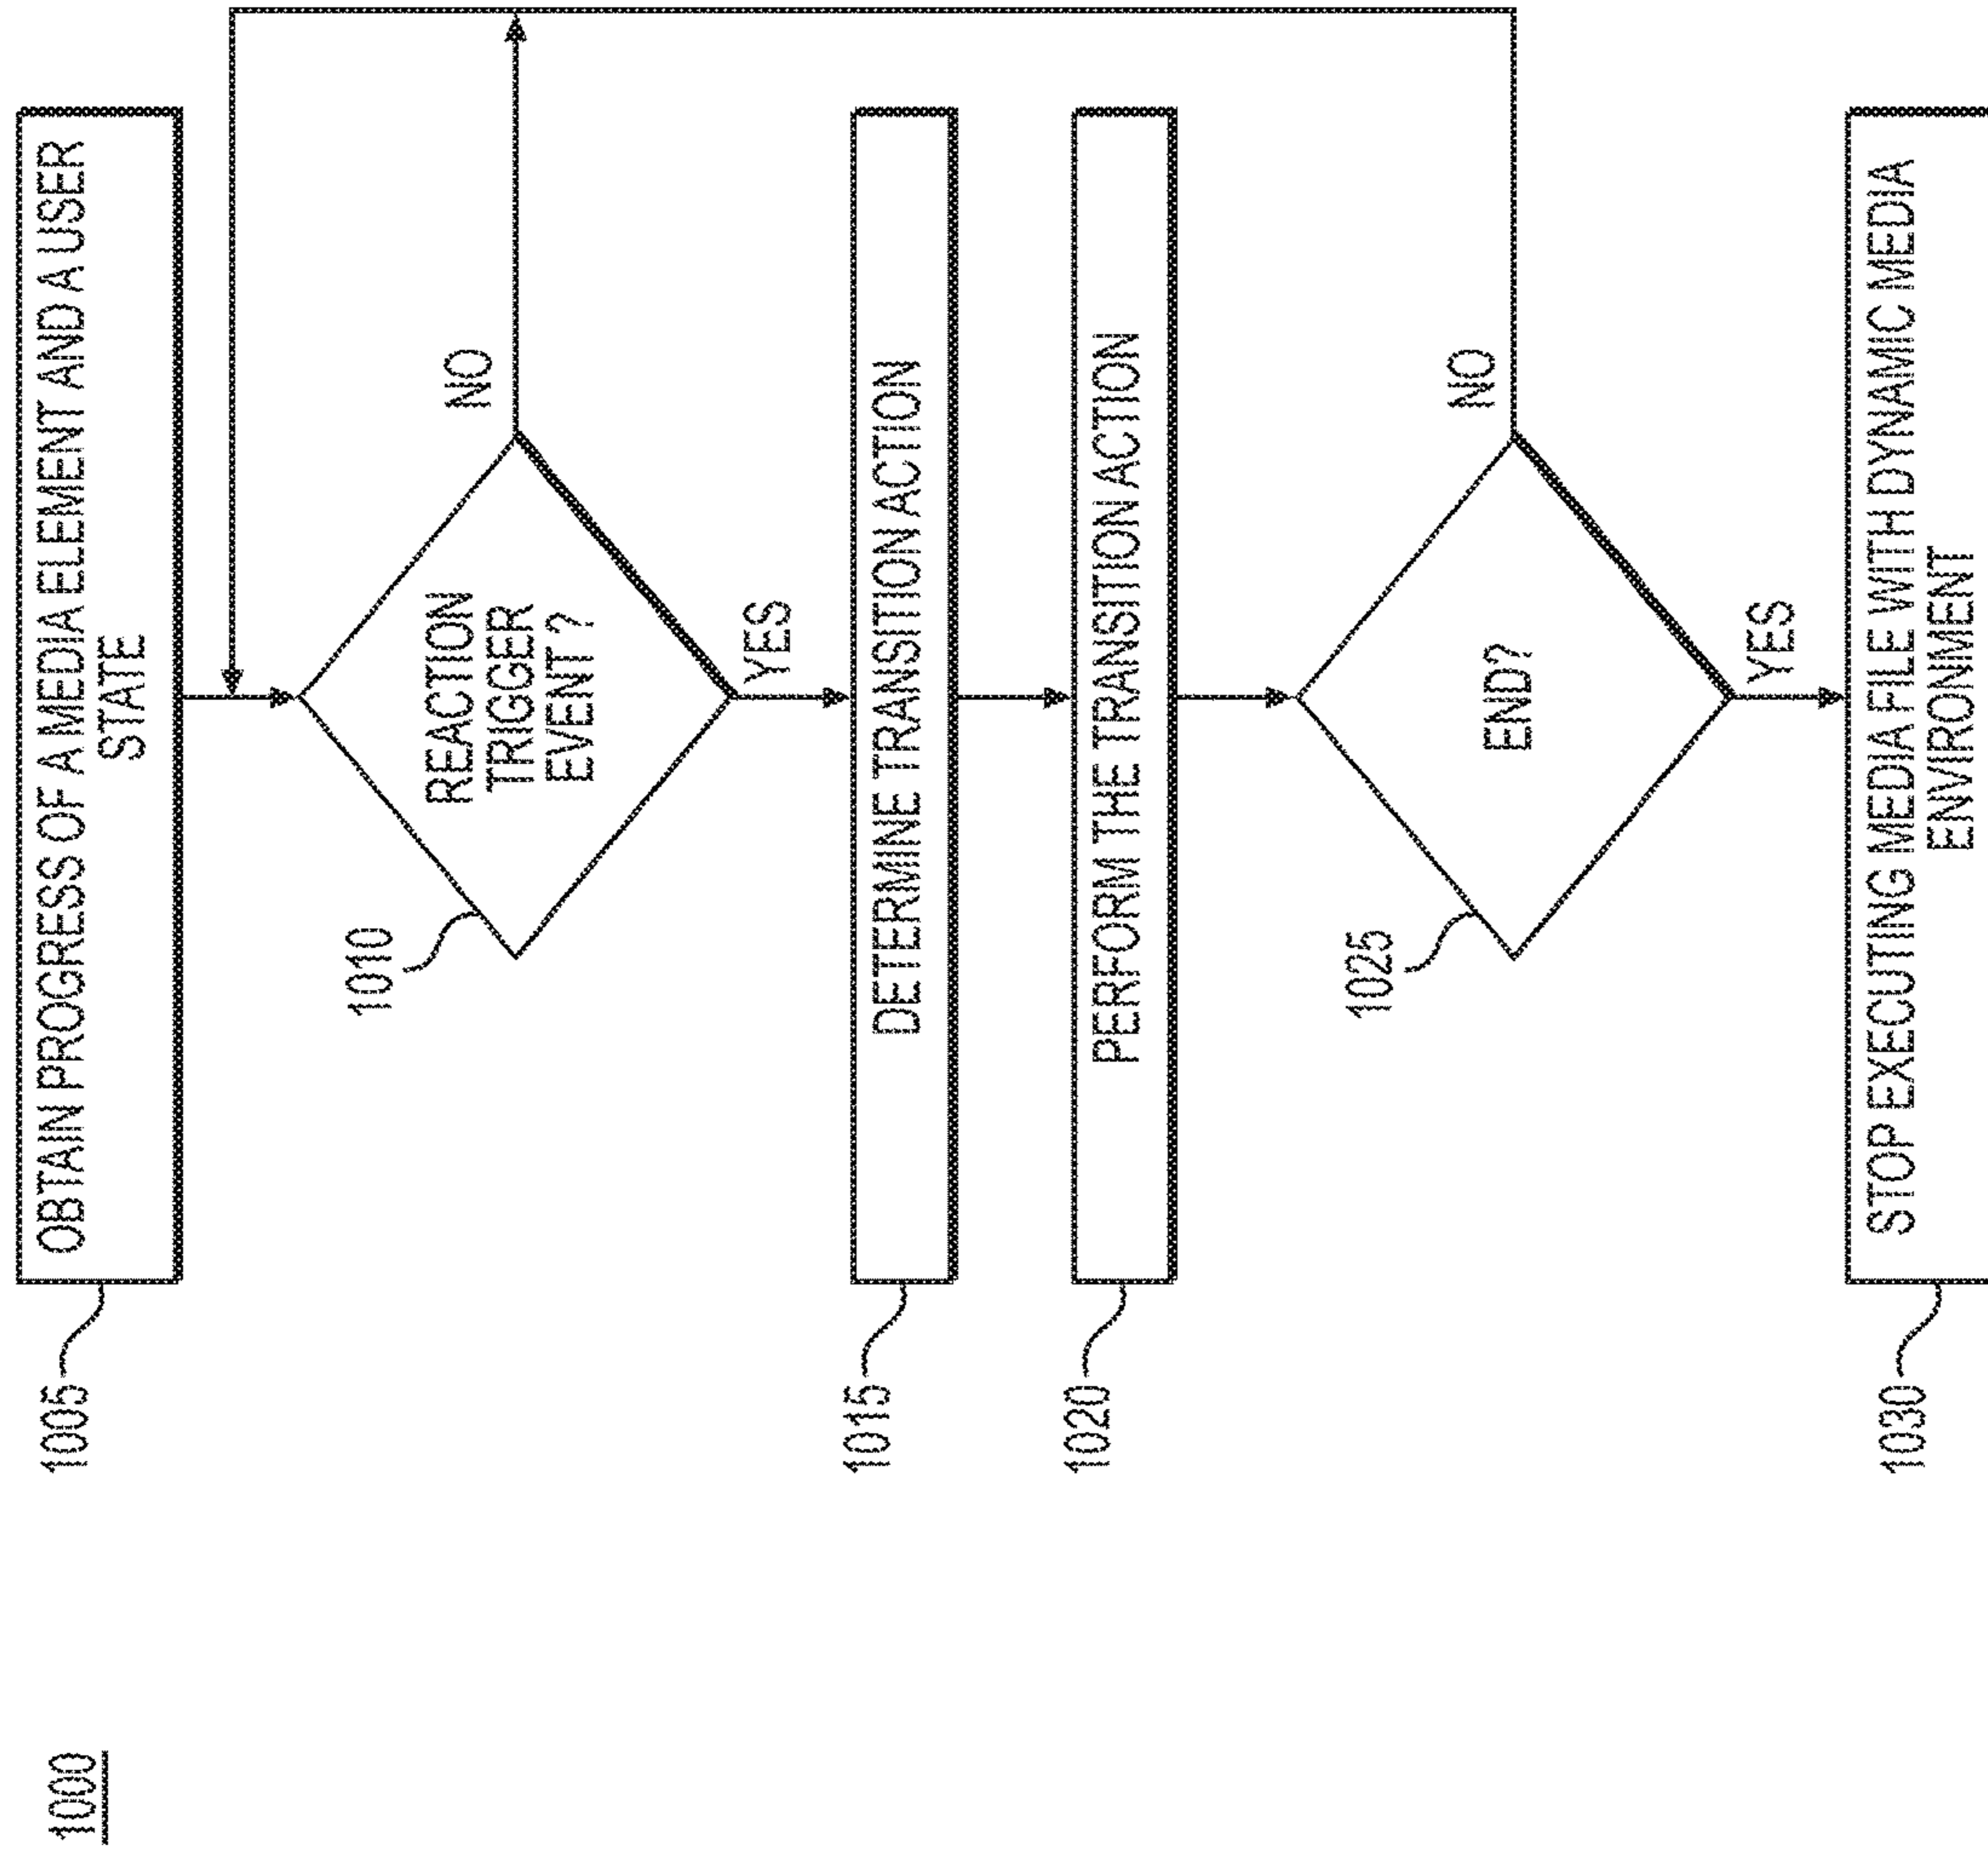 1000
1005
OBTAIN PROGRESS OF A MEDIA ELEMENT AND A USER
STATE
1010
REACTION
TRIGGER
EVENT ?
NO
YES
1015
DETERMINE TRANSITION ACTION
1020
PERFORM THE TRANSITION ACTION
1025
END?
NO
YES
1030
STOP EXECUTING MEDIA FILE WITH DYNAMIC MEDIA
ENVIRONMENT